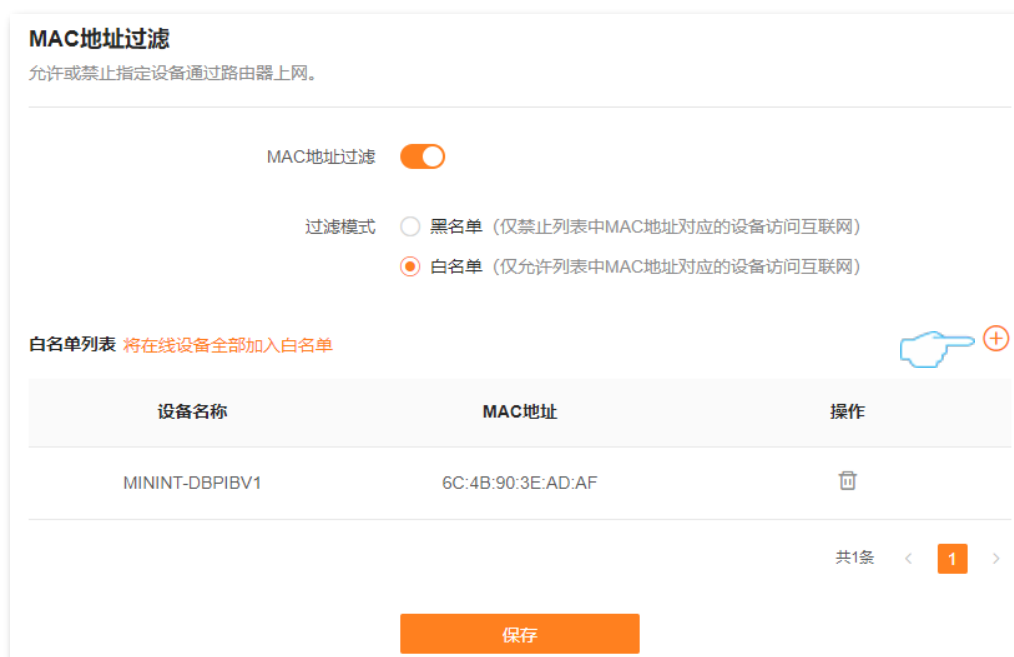 MAC地址过滤
允许或禁止指定设备通过路由器上网。
MAC地址过滤
过滤模式 黑名单（仅禁止列表中MAC地址对应的设备访问互联网）
白名单（仅允许列表中MAC地址对应的设备访问互联网）
白名单列表 将在线设备全部加入白名单
设备名称 MAC地址 操作
MININT-DBPIBV1 6C:4B:90:3E:AD:AF
共1条 < 1 >
保存